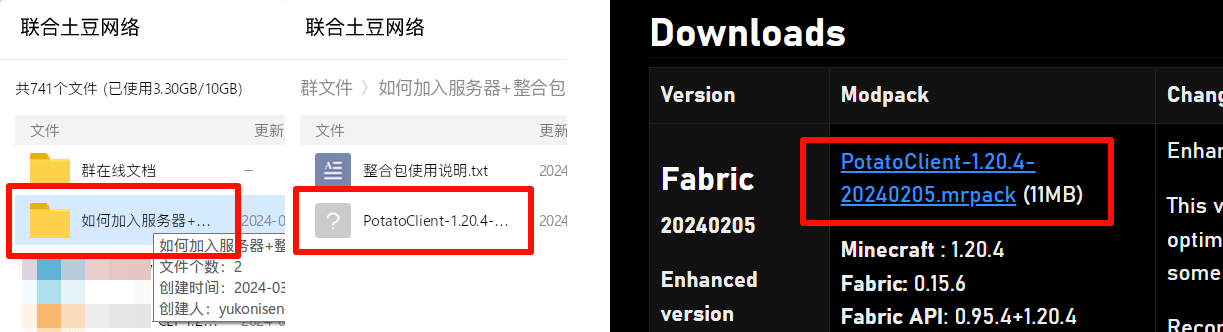 联合土豆网络
共741个文件 (已使用3.30GB/10GB)
文件
更新
群在线文档
–
如何加入服务器+...
2024-0
如何加入服务器+整
文件个数：2
创建时间：2024-03
创建人：yukonisen-
联合土豆网络
群文件 〉如何加入服务器+整合包
文件
更新
整合包使用说明.txt
2024
PotatoClient-1.20.4-...
2024
Downloads
Version
Modpack
Chang
Fabric
20240205
Enhanced
version
PotatoClient-1.20.4-
20240205.mrpack (11MB)
Minecraft : 1.20.4
Fabric: 0.15.6
Fabric API: 0.95.4+1.20.4
Enhan
This v
optim
some
Recor